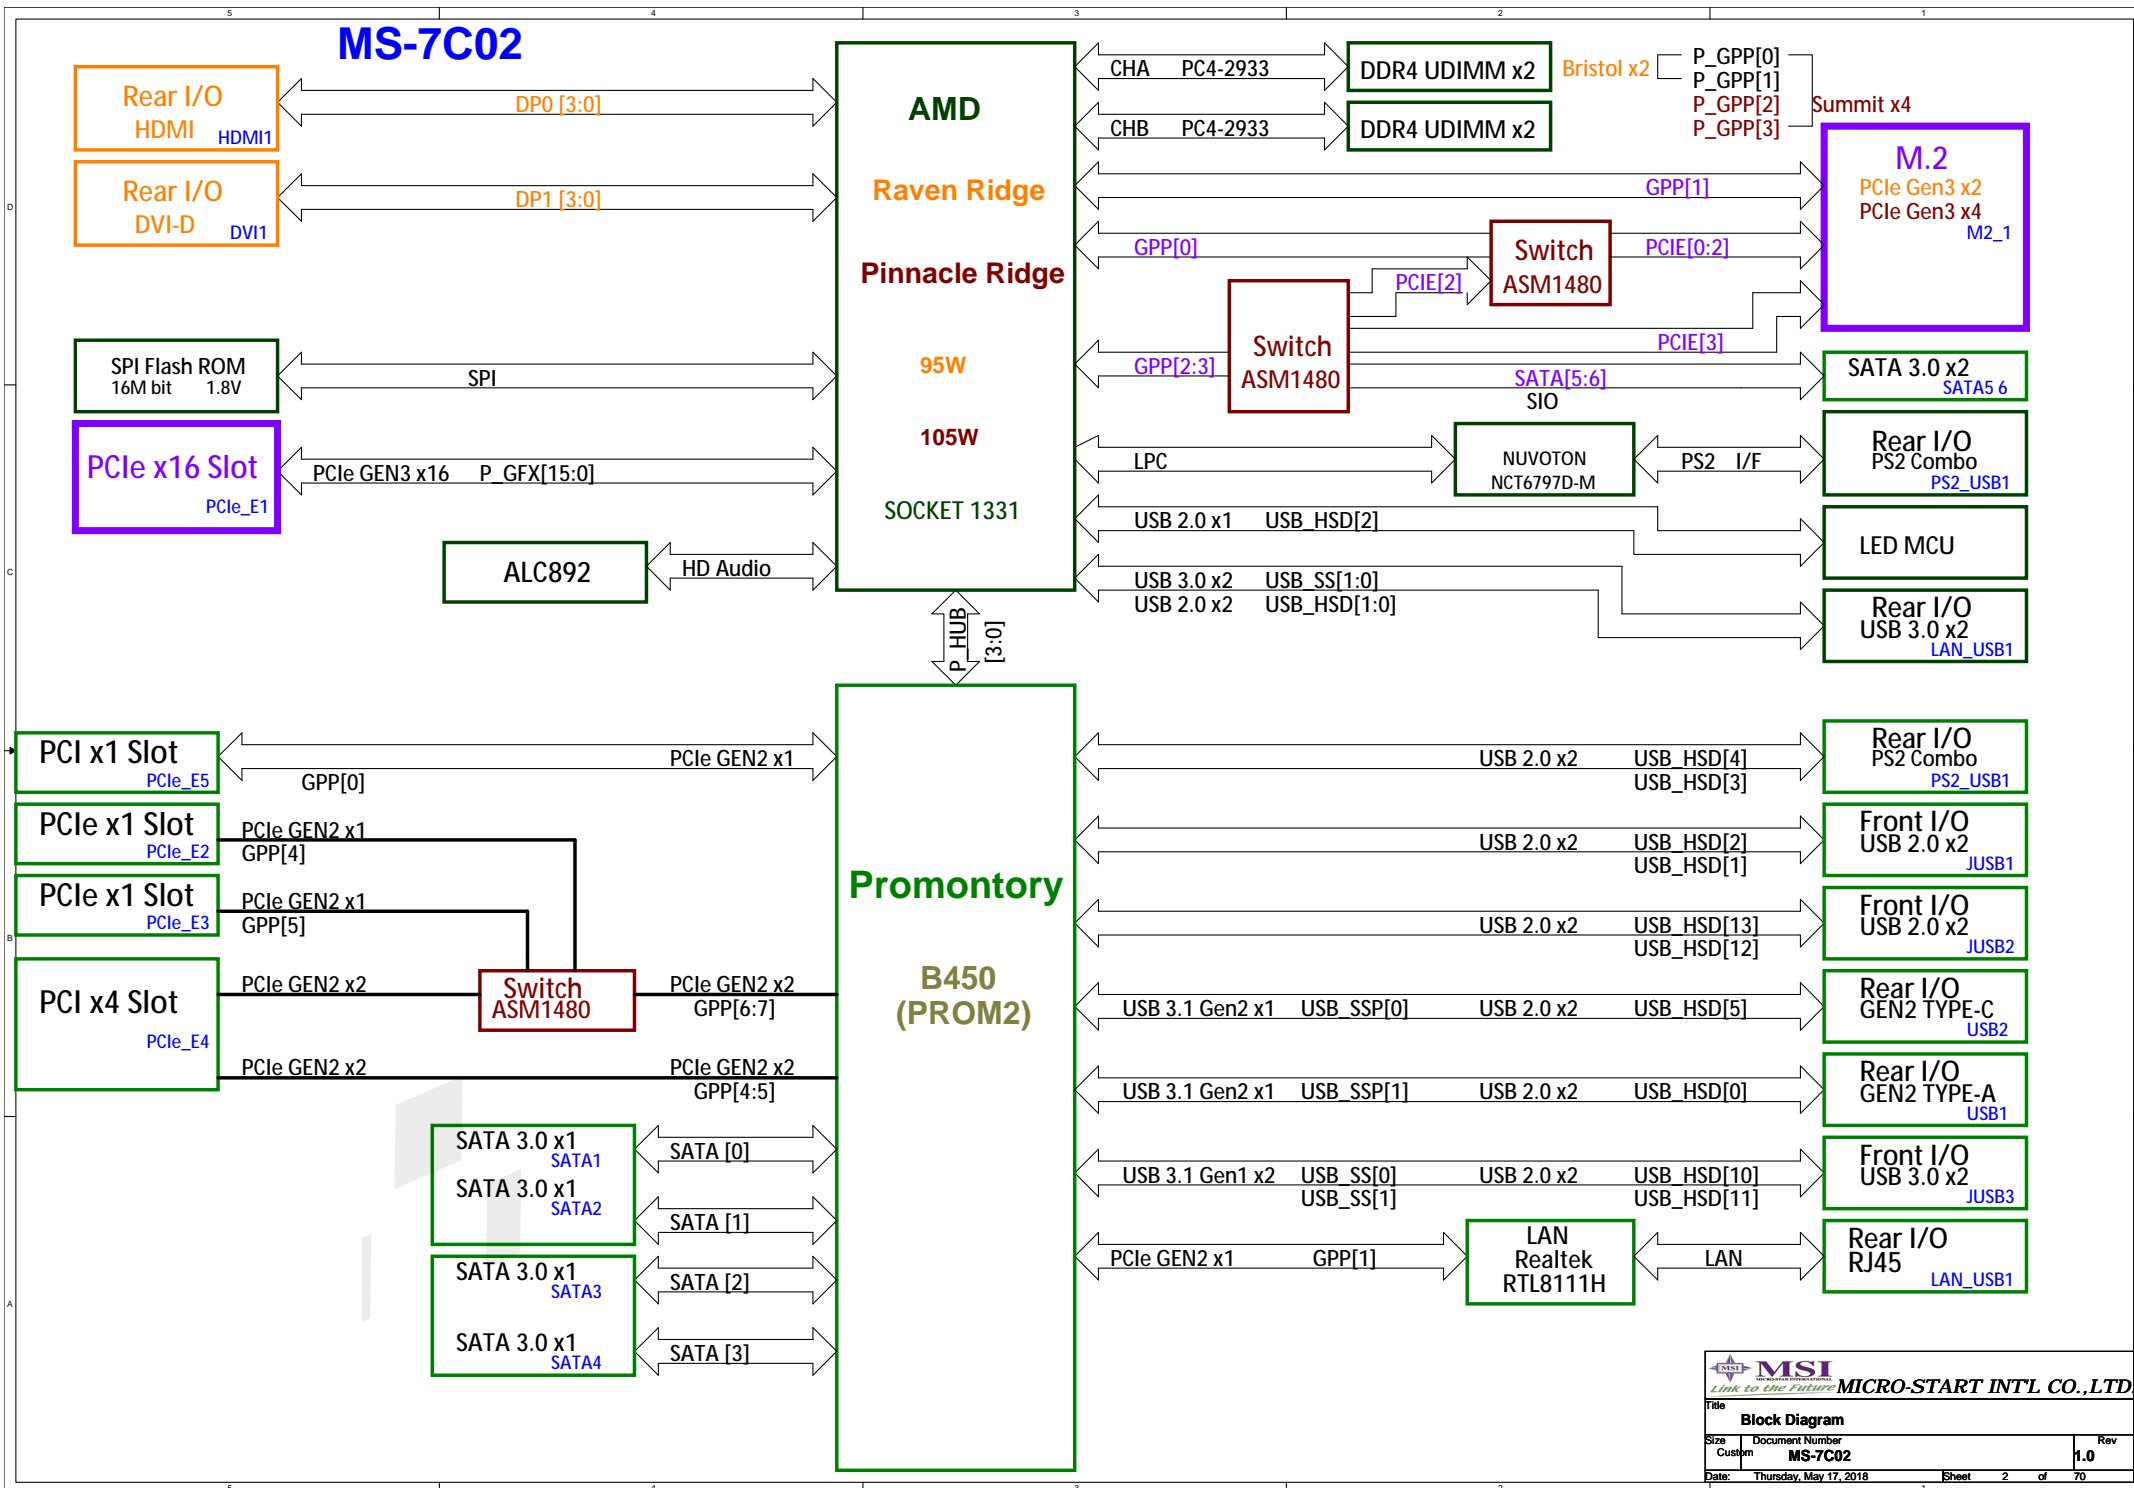 5 4 3 2 1
MS-7C02
Rear I/O
HDMI
HDMI1
DP0 [3:0]
Rear I/O
DVI-D
DVI1
DP1 [3:0]
SPI Flash ROM
16M bit 1.8V
SPI
PCIe x16 Slot
PCIe_E1
PCIe GEN3 x16 P_GFX[15:0]
ALC892
HD Audio
AMD
Raven Ridge
Pinnacle Ridge
95W
105W
SOCKET 1331
CHA PC4-2933
DDR4 UDIMM x2
CHB PC4-2933
DDR4 UDIMM x2
Bristol x2
P_GPP[0]
P_GPP[1]
P_GPP[2]
P_GPP[3]
Summit x4
M.2
PCIe Gen3 x2
PCIe Gen3 x4
M2_1
GPP[1]
GPP[0]
Switch
ASM1480
PCIE[0:2]
PCIE[2]
Switch
ASM1480
GPP[2:3]
PCIE[3]
SATA[5:6]
SIO
SATA 3.0 x2
SATA5 6
LPC
NUVOTON
NCT6797D-M
PS2 I/F
Rear I/O
PS2 Combo
PS2_USB1
USB 2.0 x1 USB_HSD[2]
LED MCU
USB 3.0 x2 USB_SS[1:0]
USB 2.0 x2 USB_HSD[1:0]
Rear I/O
USB 3.0 x2
LAN_USB1
P_HUB
[3:0]
PCI x1 Slot
PCIe_E5
PCIe GEN2 x1
GPP[0]
PCIe x1 Slot
PCIe_E2
PCIe GEN2 x1
GPP[4]
PCIe x1 Slot
PCIe_E3
PCIe GEN2 x1
GPP[5]
PCI x4 Slot
PCIe_E4
PCIe GEN2 x2
Switch
ASM1480
PCIe GEN2 x2
GPP[6:7]
PCIe GEN2 x2
PCIe GEN2 x2
GPP[4:5]
SATA 3.0 x1
SATA1
SATA [0]
SATA 3.0 x1
SATA2
SATA [1]
SATA 3.0 x1
SATA3
SATA [2]
SATA 3.0 x1
SATA4
SATA [3]
Promontory
B450
(PROM2)
USB 2.0 x2 USB_HSD[4]
USB_HSD[3]
Rear I/O
PS2 Combo
PS2_USB1
USB 2.0 x2 USB_HSD[2]
USB_HSD[1]
Front I/O
USB 2.0 x2
JUSB1
USB 2.0 x2 USB_HSD[13]
USB_HSD[12]
Front I/O
USB 2.0 x2
JUSB2
USB 3.1 Gen2 x1 USB_SSP[0] USB 2.0 x2 USB_HSD[5]
Rear I/O
GEN2 TYPE-C
USB2
USB 3.1 Gen2 x1 USB_SSP[1] USB 2.0 x2 USB_HSD[0]
Rear I/O
GEN2 TYPE-A
USB1
USB 3.1 Gen1 x2 USB_SS[0] USB 2.0 x2 USB_HSD[10]
USB_SS[1] USB_HSD[11]
Front I/O
USB 3.0 x2
JUSB3
PCIe GEN2 x1 GPP[1]
LAN
Realtek
RTL8111H
LAN
Rear I/O
RJ45
LAN_USB1
D
C
B
A
MSI
MSI
MICRO-STAR INTERNATIONAL
Link to the Future
MICRO-START INT'L CO.,LTD.
Title
Block Diagram
Size Document Number Rev
Custom MS-7C02 1.0
Date: Thursday, May 17, 2018 Sheet 2 of 70
5 4 3 2 1